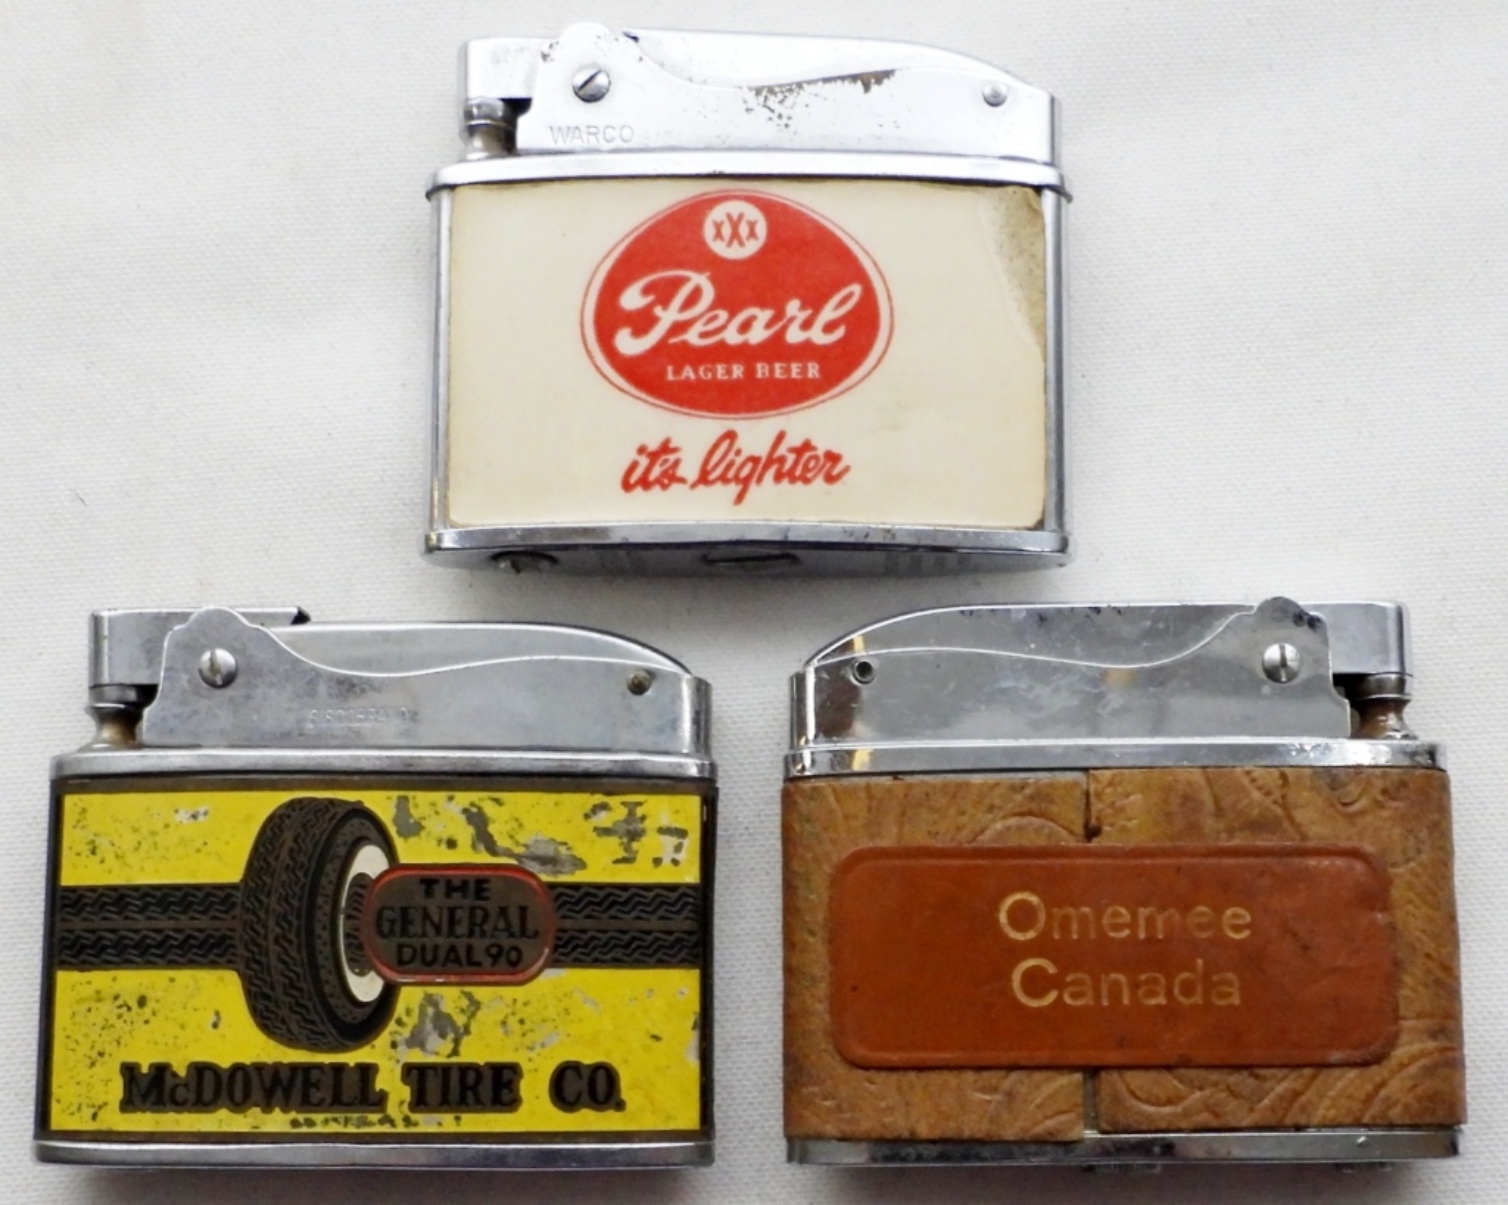 WARCO
xXx
Pearl
LAGER BEER
it's lighter
THE
GENERAL
DUAL 90
McDOWELL TIRE CO.
Omemee
Canada